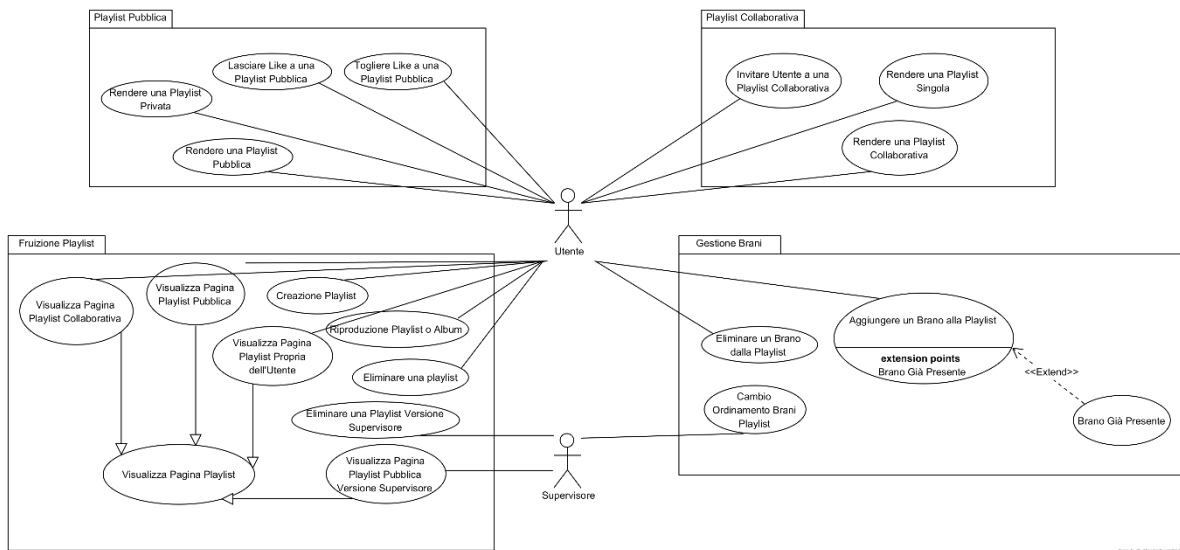 Playlist Pubblica
Lasciare Like a una
Playlist Pubblica
Togliere Like a una
Playlist Pubblica
Rendere una Playlist
Privata
Rendere una Playlist
Pubblica
Playlist Collaborativa
Invitare Utente a una
Playlist Collaborativa
Rendere una Playlist
Singola
Rendere una Playlist
Collaborativa
Utente
Fruizione Playlist
Visualizza Pagina
Playlist Collaborativa
Visualizza Pagina
Playlist Pubblica
Creazione Playlist
Riproduzione Playlist o Album
Visualizza Pagina
Playlist Propria
dell'Utente
Eliminare una playlist
Eliminare una Playlist Versione
Supervisore
Visualizza Pagina Playlist
Visualizza Pagina
Playlist Pubblica
Versione Supervisore
Supervisore
Gestione Brani
Aggiungere un Brano alla Playlist
extension points
Brano Già Presente
Eliminare un Brano
dalla Playlist
<<Extend>>
Cambio
Ordinamento Brani
Playlist
Brano Già Presente